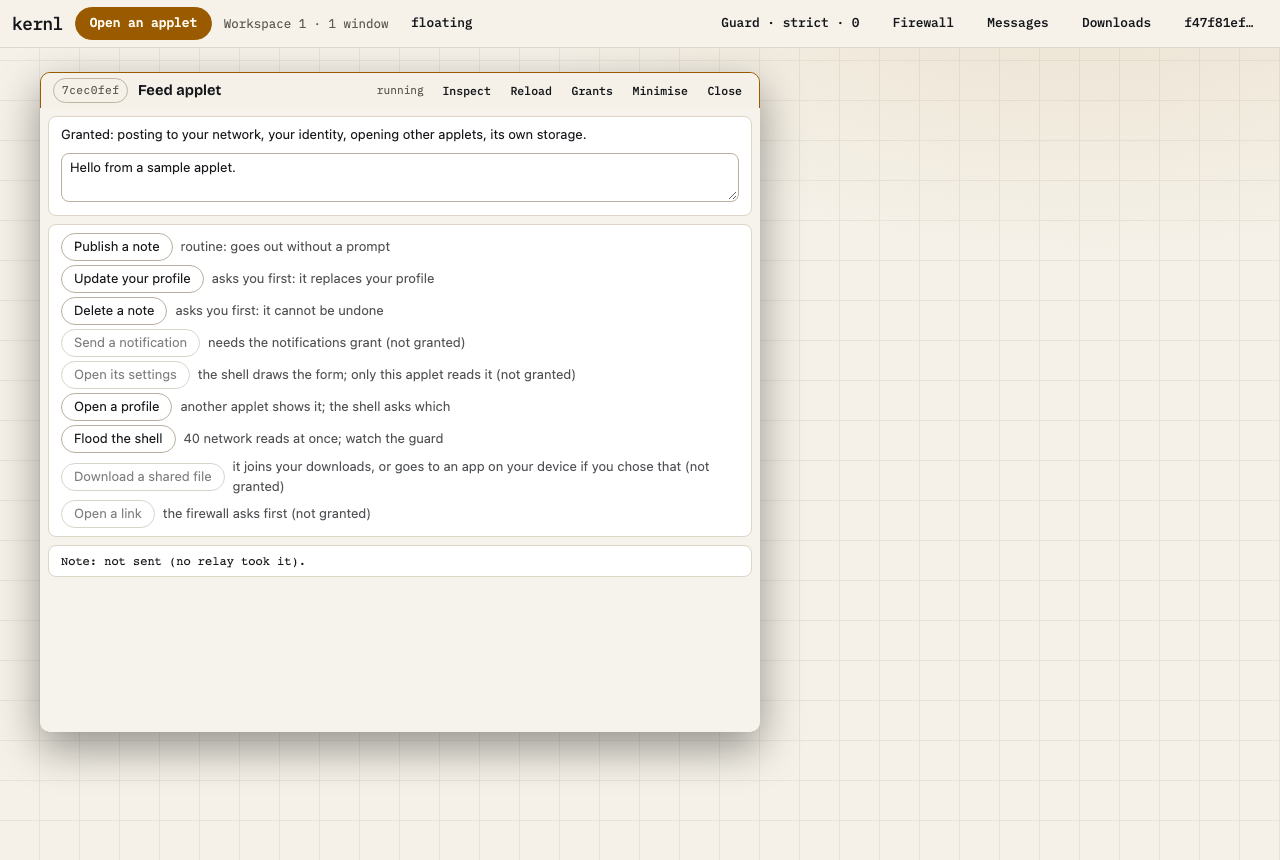 kernl Open an applet Workspace 1 · 1 window floating Guard · strict · 0 Firewall Messages Downloads f47f81ef…
7cec0fef Feed applet running Inspect Reload Grants Minimise Close
Granted: posting to your network, your identity, opening other applets, its own storage.
Hello from a sample applet.
Publish a note routine: goes out without a prompt
Update your profile asks you first: it replaces your profile
Delete a note asks you first: it cannot be undone
Send a notification needs the notifications grant (not granted)
Open its settings the shell draws the form; only this applet reads it (not granted)
Open a profile another applet shows it; the shell asks which
Flood the shell 40 network reads at once; watch the guard
Download a shared file it joins your downloads, or goes to an app on your device if you chose that (not
granted)
Open a link the firewall asks first (not granted)
Note: not sent (no relay took it).